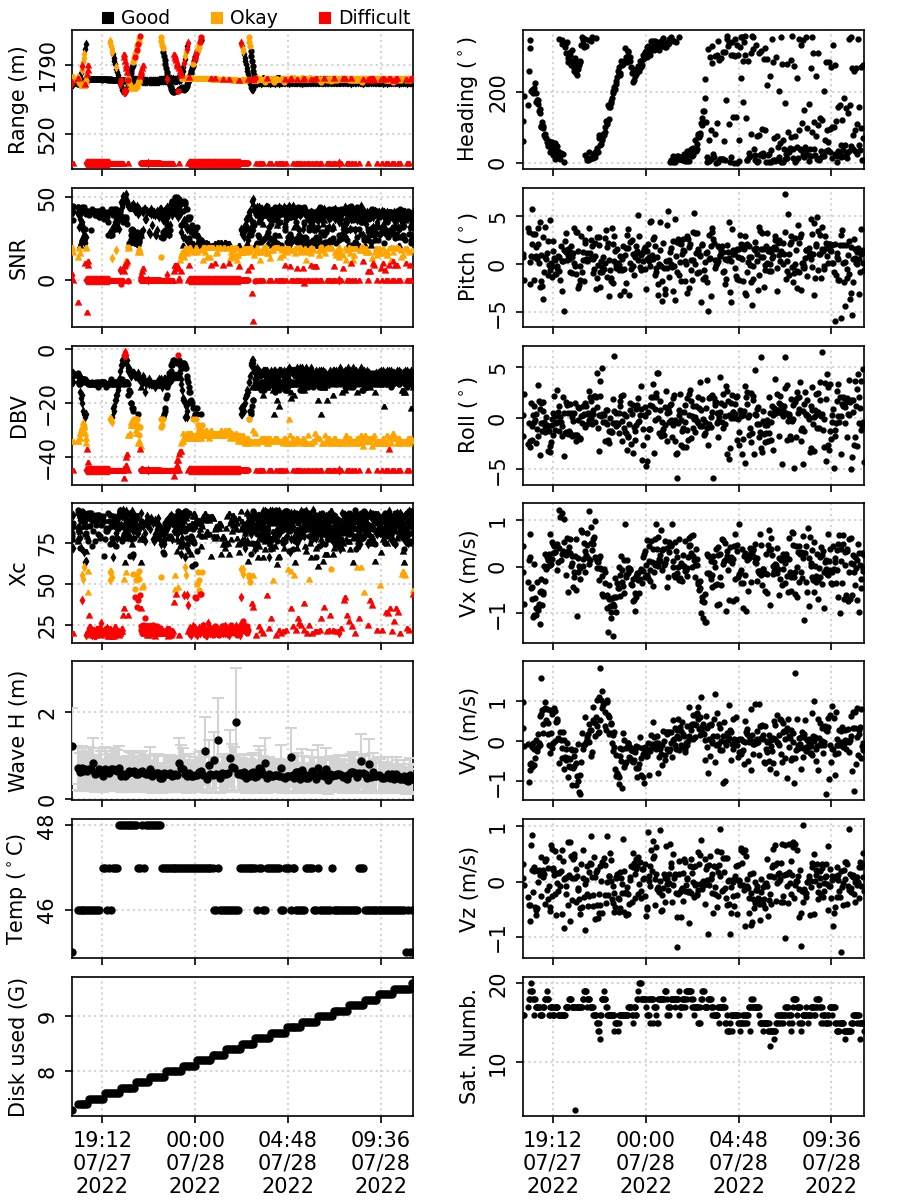 Good Okay Difficult
Range (m)
1790
520
Heading (°)
200
0
SNR
50
0
Pitch (°)
5
0
−5
DBV
0
−20
−40
Roll (°)
5
0
−5
Xc
75
50
25
Vx (m/s)
1
0
−1
Wave H (m)
2
0
Vy (m/s)
1
0
−1
Temp (°C)
48
46
Vz (m/s)
1
0
−1
Disk used (G)
9
8
Sat. Numb.
20
10
19:12 00:00 04:48 09:36
07/27 07/28 07/28 07/28
2022 2022 2022 2022
19:12 00:00 04:48 09:36
07/27 07/28 07/28 07/28
2022 2022 2022 2022